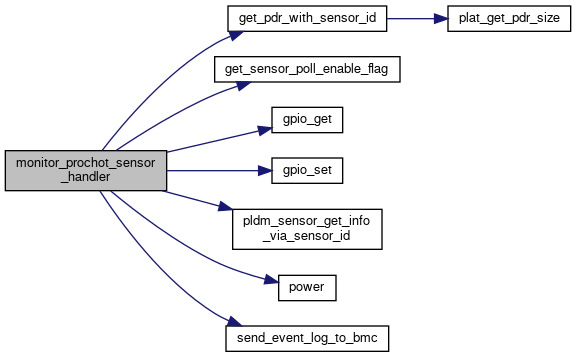 get_pdr_with_sensor_id
plat_get_pdr_size
get_sensor_poll_enable_flag
gpio_get
monitor_prochot_sensor
_handler
gpio_set
pldm_sensor_get_info
_via_sensor_id
power
send_event_log_to_bmc